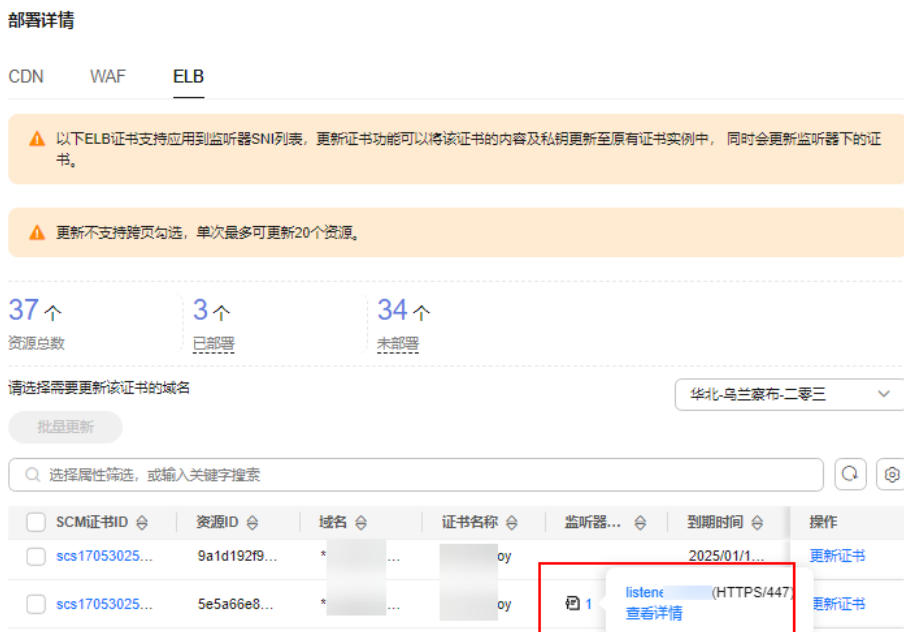 部署详情
CDN WAF ELB
以下ELB证书支持应用到监听器SNI列表，更新证书功能可以将该证书的内容及私钥更新至原有证书实例中， 同时会更新监听器下的证
书。
更新不支持跨页勾选，单次最多可更新20个资源。
37个 3个 34个
资源总数 已部署 未部署
请选择需要更新该证书的域名
华北-乌兰察布-二零三
批量更新
选择属性筛选，或输入关键字搜索
SCM证书ID 资源ID 域名 证书名称 监听器... 到期时间 操作
scs17053025... 9a1d192f9... * ... oy 2025/01/1... 更新证书
scs17053025... 5e5a66e8... * ... oy 1 listene (HTTPS/447) 更新证书
查看详情